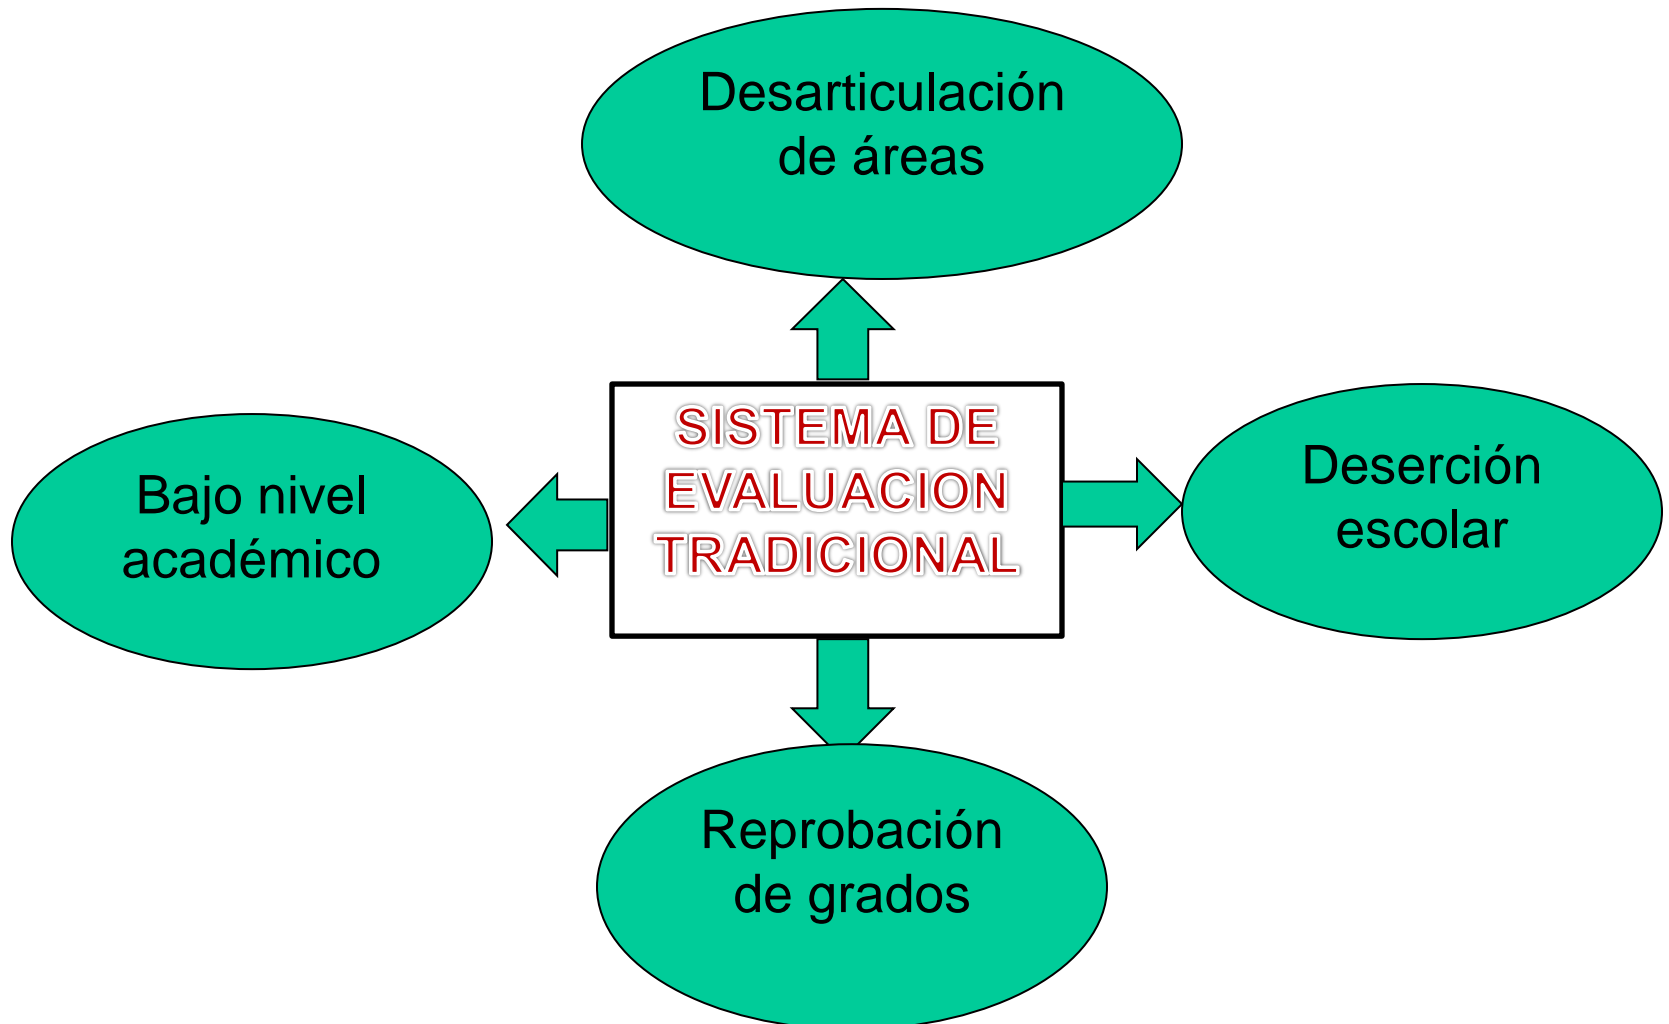 Desarticulación
de áreas
SISTEMA DE
EVALUACION
TRADICIONAL
Bajo nivel
académico
Deserción
escolar
Reprobación
de grados